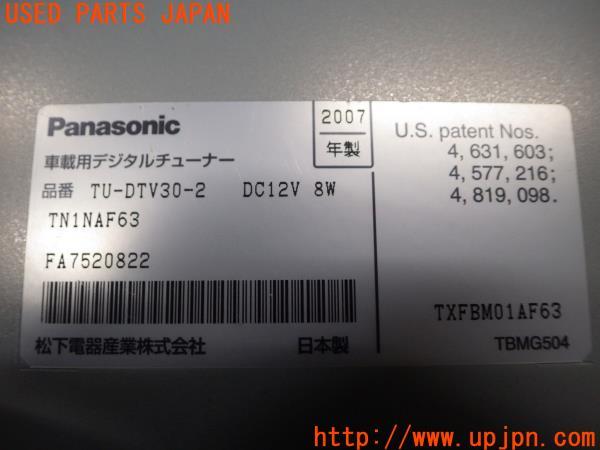 USED PARTS JAPAN
Panasonic
2007
年製
車載用デジタルチューナー
品番 TU-DTV30-2 DC12V 8W
TN1NAF63
FA7520822
松下電器産業株式会社 日本製
U.S. patent Nos.
4,631,603;
4,577,216;
4,819,098.
TXFBM01AF63
TBMG504
http://www.upjpn.com